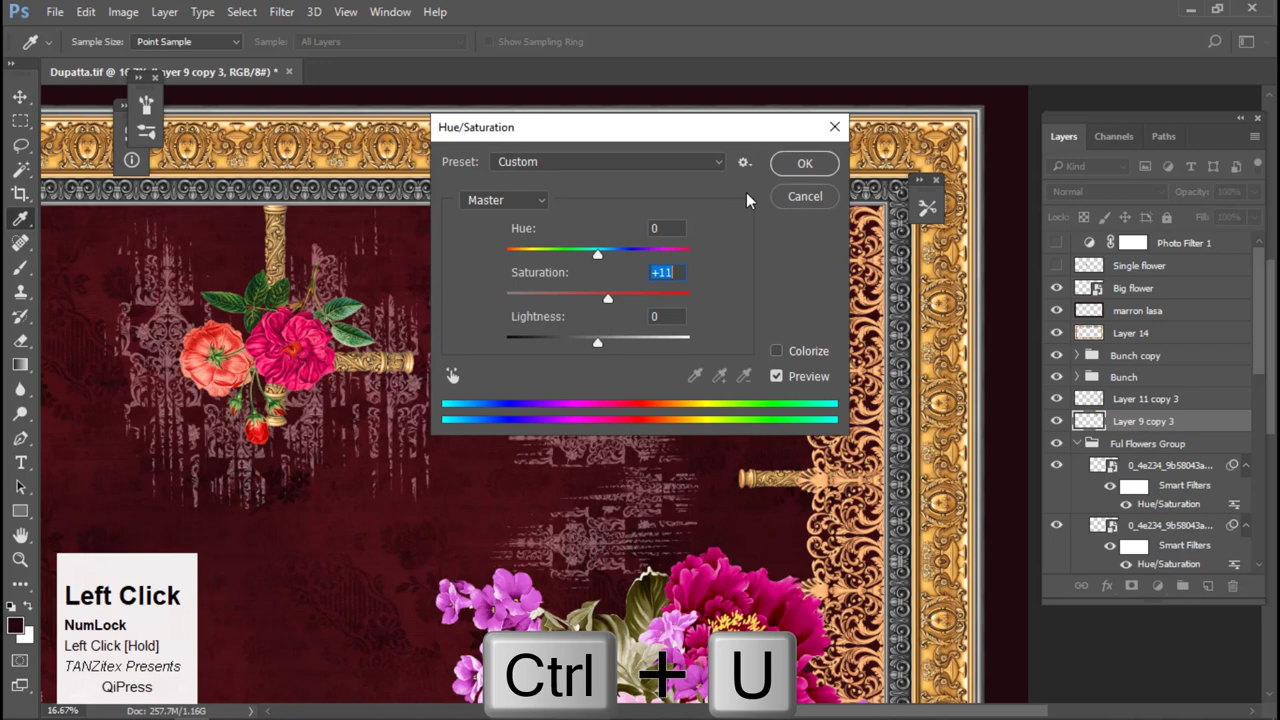 Ps File Edit Image Layer Type Select Filter 3D View Window Help
Sample Size: Point Sample Sample: All Layers Show Sampling Ring
Hue/Saturation
Preset: Custom
OK
Master
Cancel
Hue: 0
Saturation: +11
Lightness: 0
Colorize
Preview
Layers Channels Paths
Kind
Normal Opacity: 100%
Lock: Fill: 100%
Photo Filter 1
Single flower
Big flower
marron lasa
Layer 14
Bunch copy
Bunch
Layer 11 copy 3
Layer 9 copy 3
Ful Flowers Group
0_4e234_9b58043a...
Smart Filters
Hue/Saturation
0_4e234_9b58043a...
Smart Filters
Hue/Saturation
Left Click
NumLock
Left Click [Hold]
TANZitex Presents
QiPress
Ctrl + U
16.67% Doc: 257.7M/1.16G